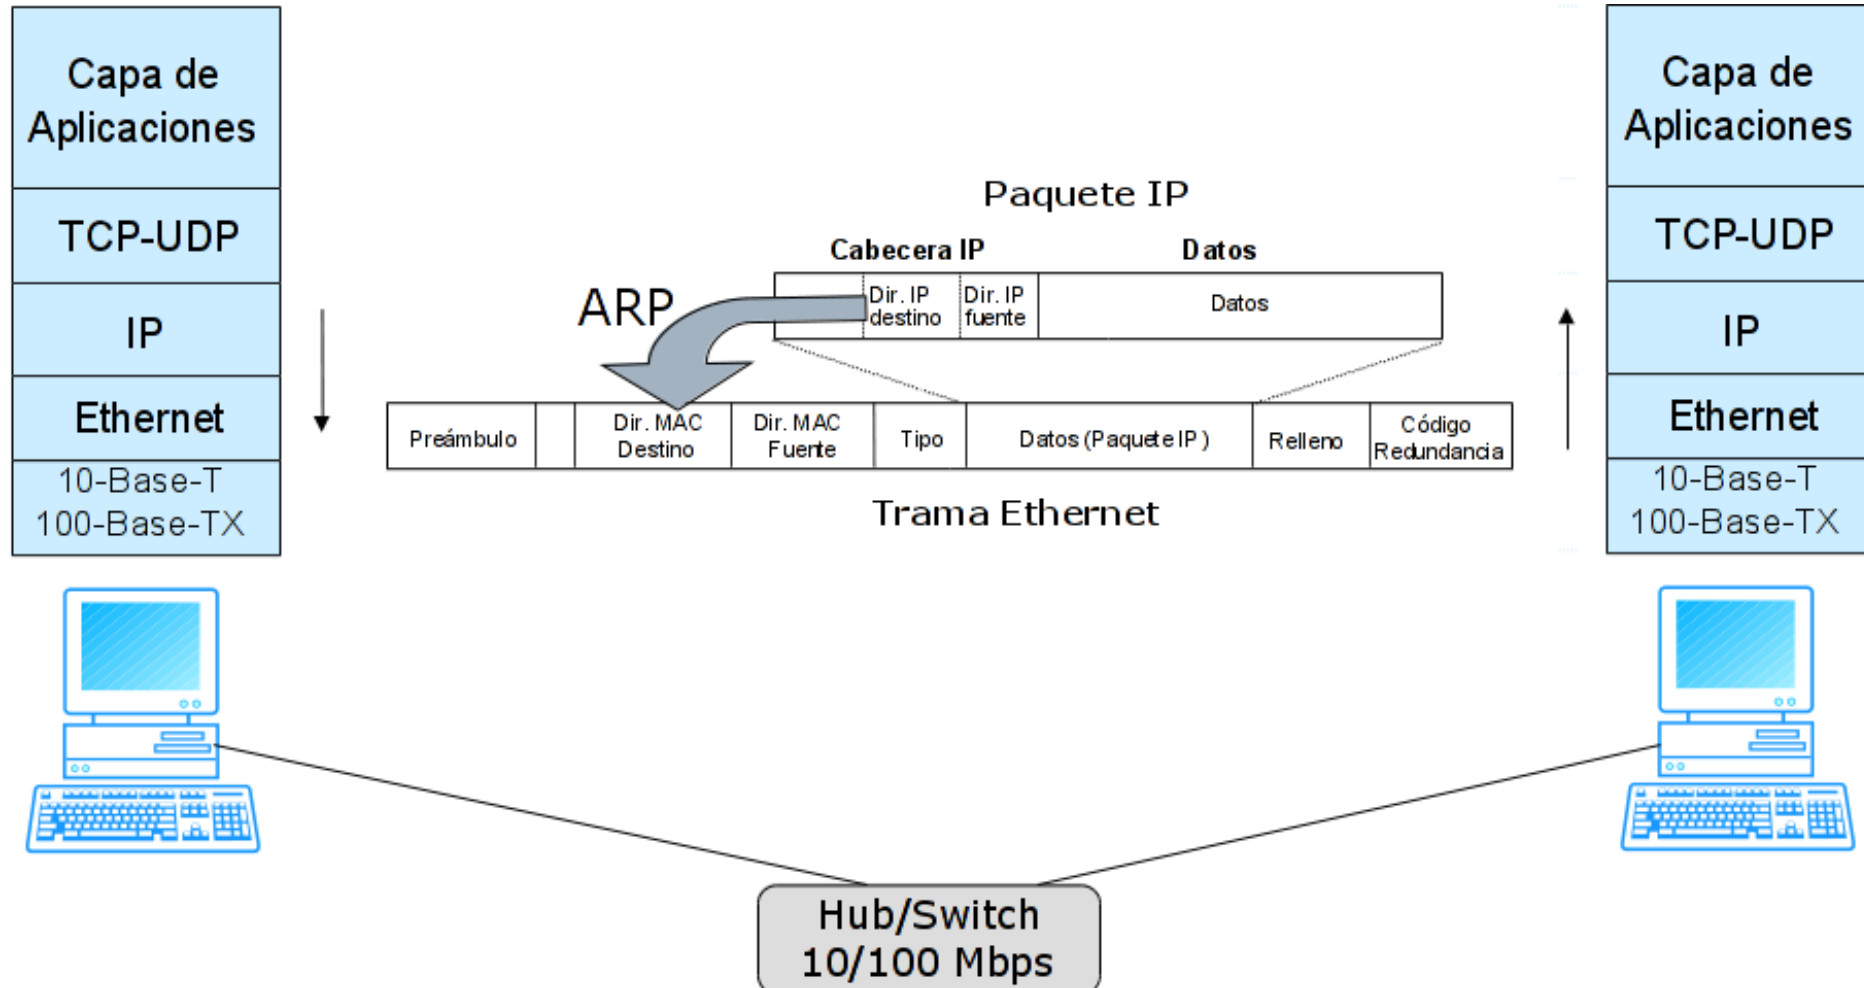 Capa de
Aplicaciones
TCP-UDP
IP
Ethernet
10-Base-T
100-Base-TX
Paquete IP
Cabecera IP
Datos
ARP
Dir. IP
destino
Dir. IP
fuente
Datos
Preámbulo
Dir. MAC
Destino
Dir. MAC
Fuente
Tipo
Datos (Paquete IP)
Relleno
Código
Redundancia
Trama Ethernet
Capa de
Aplicaciones
TCP-UDP
IP
Ethernet
10-Base-T
100-Base-TX
Hub/Switch
10/100 Mbps